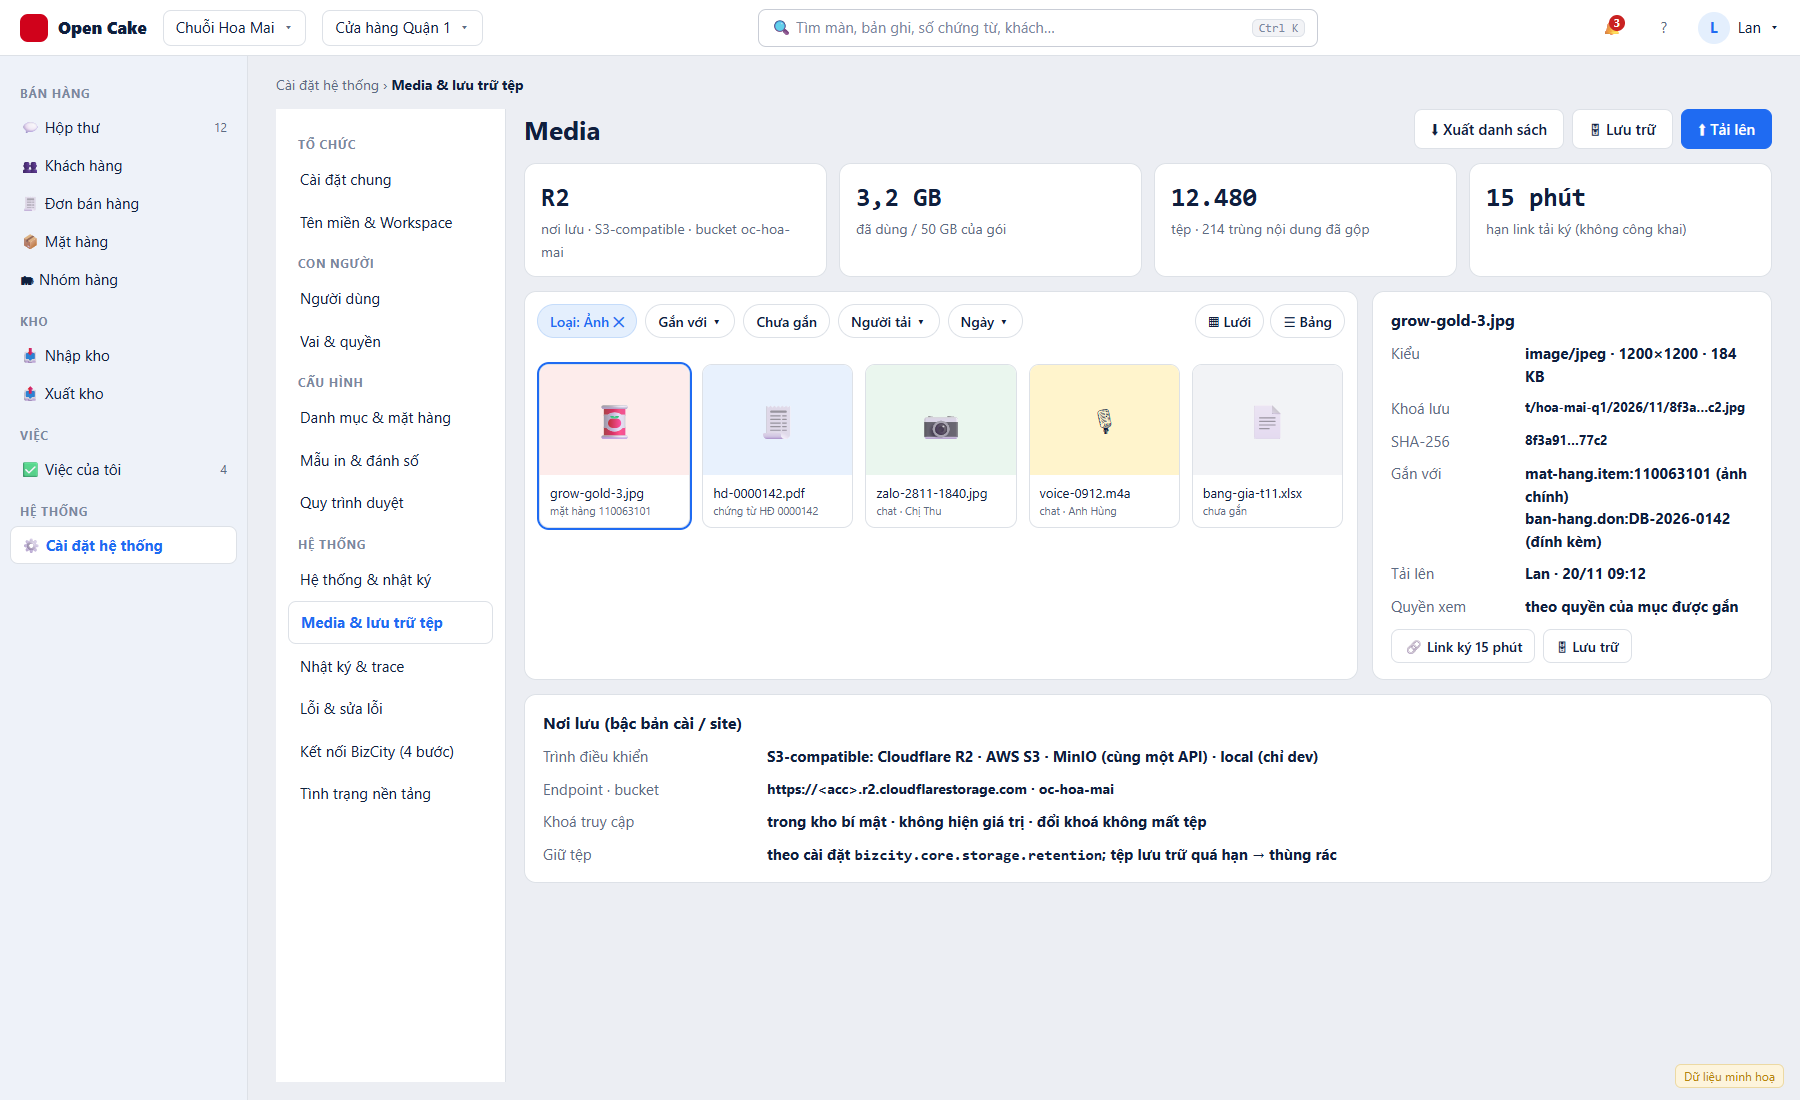 Open Cake
Chuỗi Hoa Mai
Cửa hàng Quận 1
Tìm màn, bản ghi, số chứng từ, khách...
Ctrl K
3
?
L
Lan
BÁN HÀNG
Hộp thư
12
Khách hàng
Đơn bán hàng
Mặt hàng
Nhóm hàng
KHO
Nhập kho
Xuất kho
VIỆC
Việc của tôi
4
HỆ THỐNG
Cài đặt hệ thống
Cài đặt hệ thống › Media & lưu trữ tệp
TỔ CHỨC
Cài đặt chung
Tên miền & Workspace
CON NGƯỜI
Người dùng
Vai & quyền
CẤU HÌNH
Danh mục & mặt hàng
Mẫu in & đánh số
Quy trình duyệt
HỆ THỐNG
Hệ thống & nhật ký
Media & lưu trữ tệp
Nhật ký & trace
Lỗi & sửa lỗi
Kết nối BizCity (4 bước)
Tình trạng nền tảng
Media
⬇ Xuất danh sách
Lưu trữ
⬆ Tải lên
R2
nơi lưu · S3-compatible · bucket oc-hoa-
mai
3,2 GB
đã dùng / 50 GB của gói
12.480
tệp · 214 trùng nội dung đã gộp
15 phút
hạn link tải ký (không công khai)
Loại: Ảnh ✕
Gắn với
Chưa gắn
Người tải
Ngày
Lưới
☰ Bảng
grow-gold-3.jpg
mặt hàng 110063101
hd-0000142.pdf
chứng từ HĐ 0000142
zalo-2811-1840.jpg
chat · Chị Thu
voice-0912.m4a
chat · Anh Hùng
bang-gia-t11.xlsx
chưa gắn
grow-gold-3.jpg
Kiểu
image/jpeg · 1200×1200 · 184
KB
Khoá lưu
t/hoa-mai-q1/2026/11/8f3a…c2.jpg
SHA-256
8f3a91…77c2
Gắn với
mat-hang.item:110063101 (ảnh
chính)
ban-hang.don:DB-2026-0142
(đính kèm)
Tải lên
Lan · 20/11 09:12
Quyền xem
theo quyền của mục được gắn
Link ký 15 phút
Lưu trữ
Nơi lưu (bậc bản cài / site)
Trình điều khiển
S3-compatible: Cloudflare R2 · AWS S3 · MinIO (cùng một API) · local (chỉ dev)
Endpoint · bucket
https://<acc>.r2.cloudflarestorage.com · oc-hoa-mai
Khoá truy cập
trong kho bí mật · không hiện giá trị · đổi khoá không mất tệp
Giữ tệp
theo cài đặt bizcity.core.storage.retention; tệp lưu trữ quá hạn → thùng rác
Dữ liệu minh hoạ